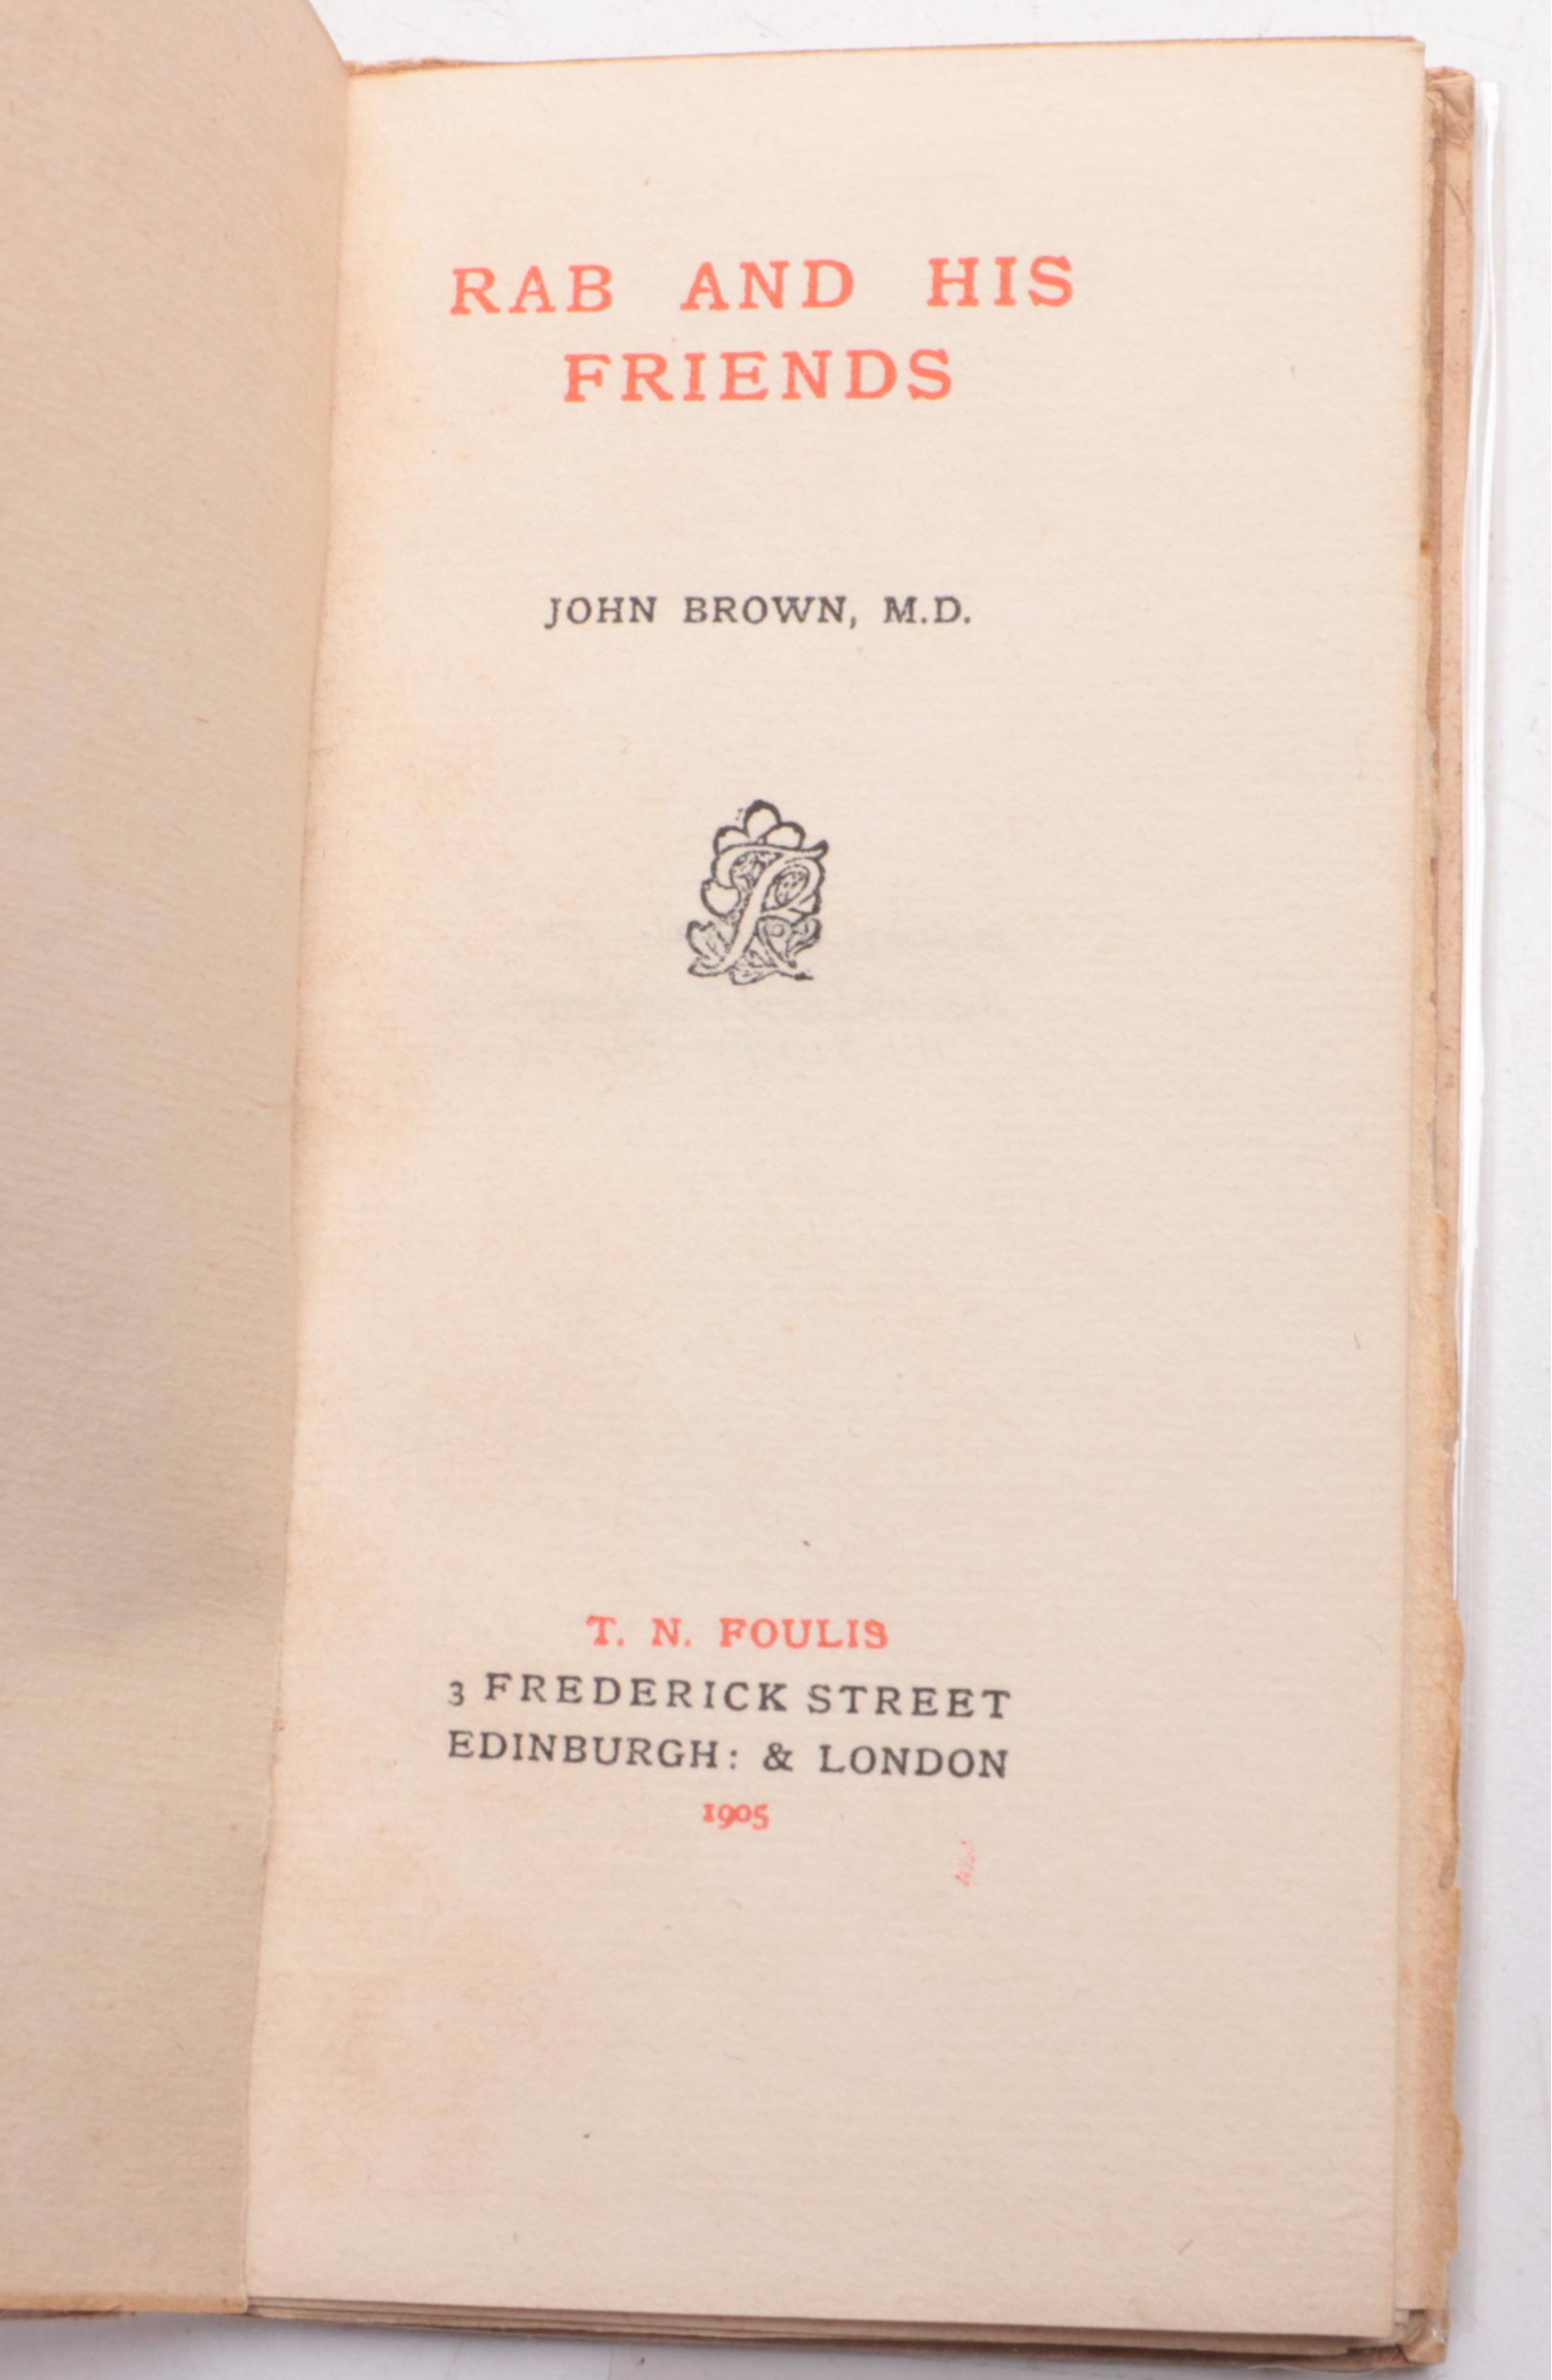 RAB AND HIS
FRIENDS
JOHN BROWN, M.D.
T. N. FOULIS
3 FREDERICK STREET
EDINBURGH: & LONDON
1905